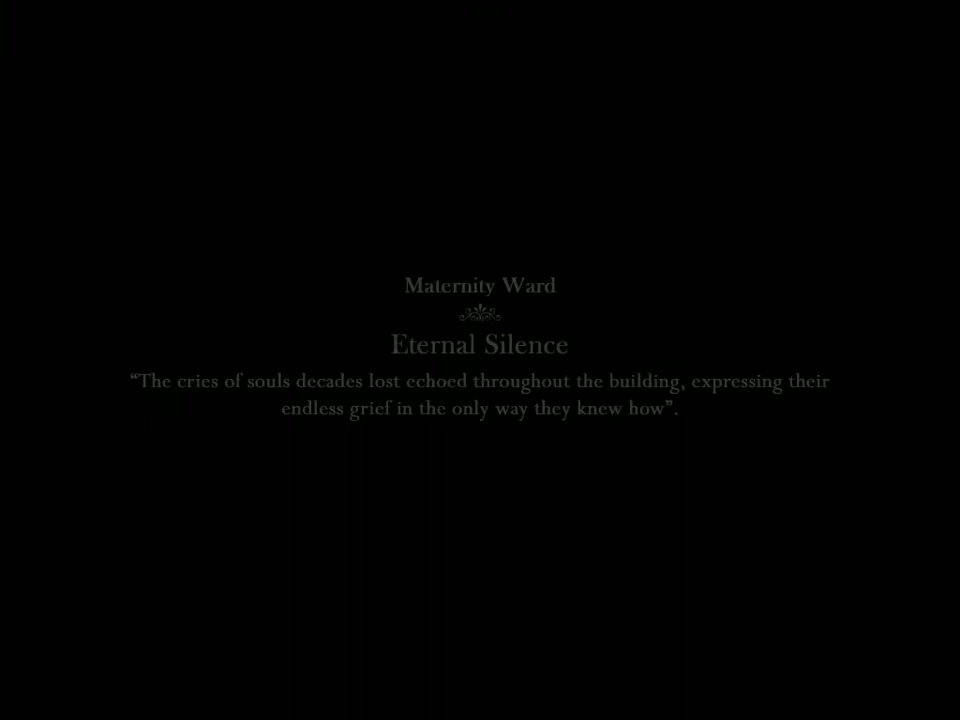 Maternity Ward
Eternal Silence
“The cries of souls decades lost echoed throughout the building, expressing their
endless grief in the only way they knew how”.